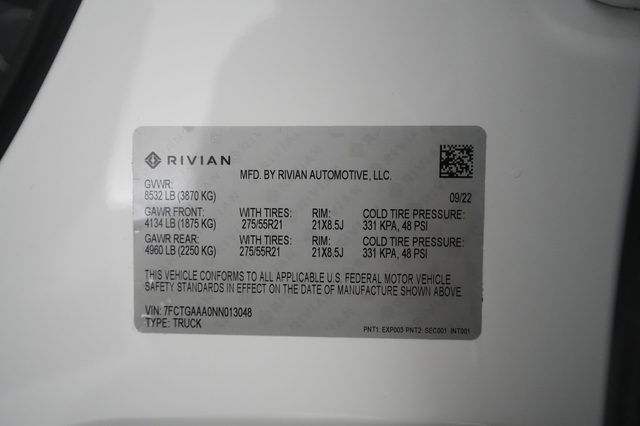 RIVIAN
MFD. BY RIVIAN AUTOMOTIVE, LLC.
GVWR:
8532 LB (3870 KG)
09/22
GAWR FRONT: WITH TIRES: RIM: COLD TIRE PRESSURE:
4134 LB (1875 KG) 275/55R21 21X8.5J 331 KPA, 48 PSI
GAWR REAR: WITH TIRES: RIM: COLD TIRE PRESSURE:
4960 LB (2250 KG) 275/55R21 21X8.5J 331 KPA, 48 PSI
THIS VEHICLE CONFORMS TO ALL APPLICABLE U.S. FEDERAL MOTOR VEHICLE
SAFETY STANDARDS IN EFFECT ON THE DATE OF MANUFACTURE SHOWN ABOVE.
VIN: 7FCTGAAA0NN013048
TYPE: TRUCK
PNT1: EXP003 PNT2: SEC001 INT001